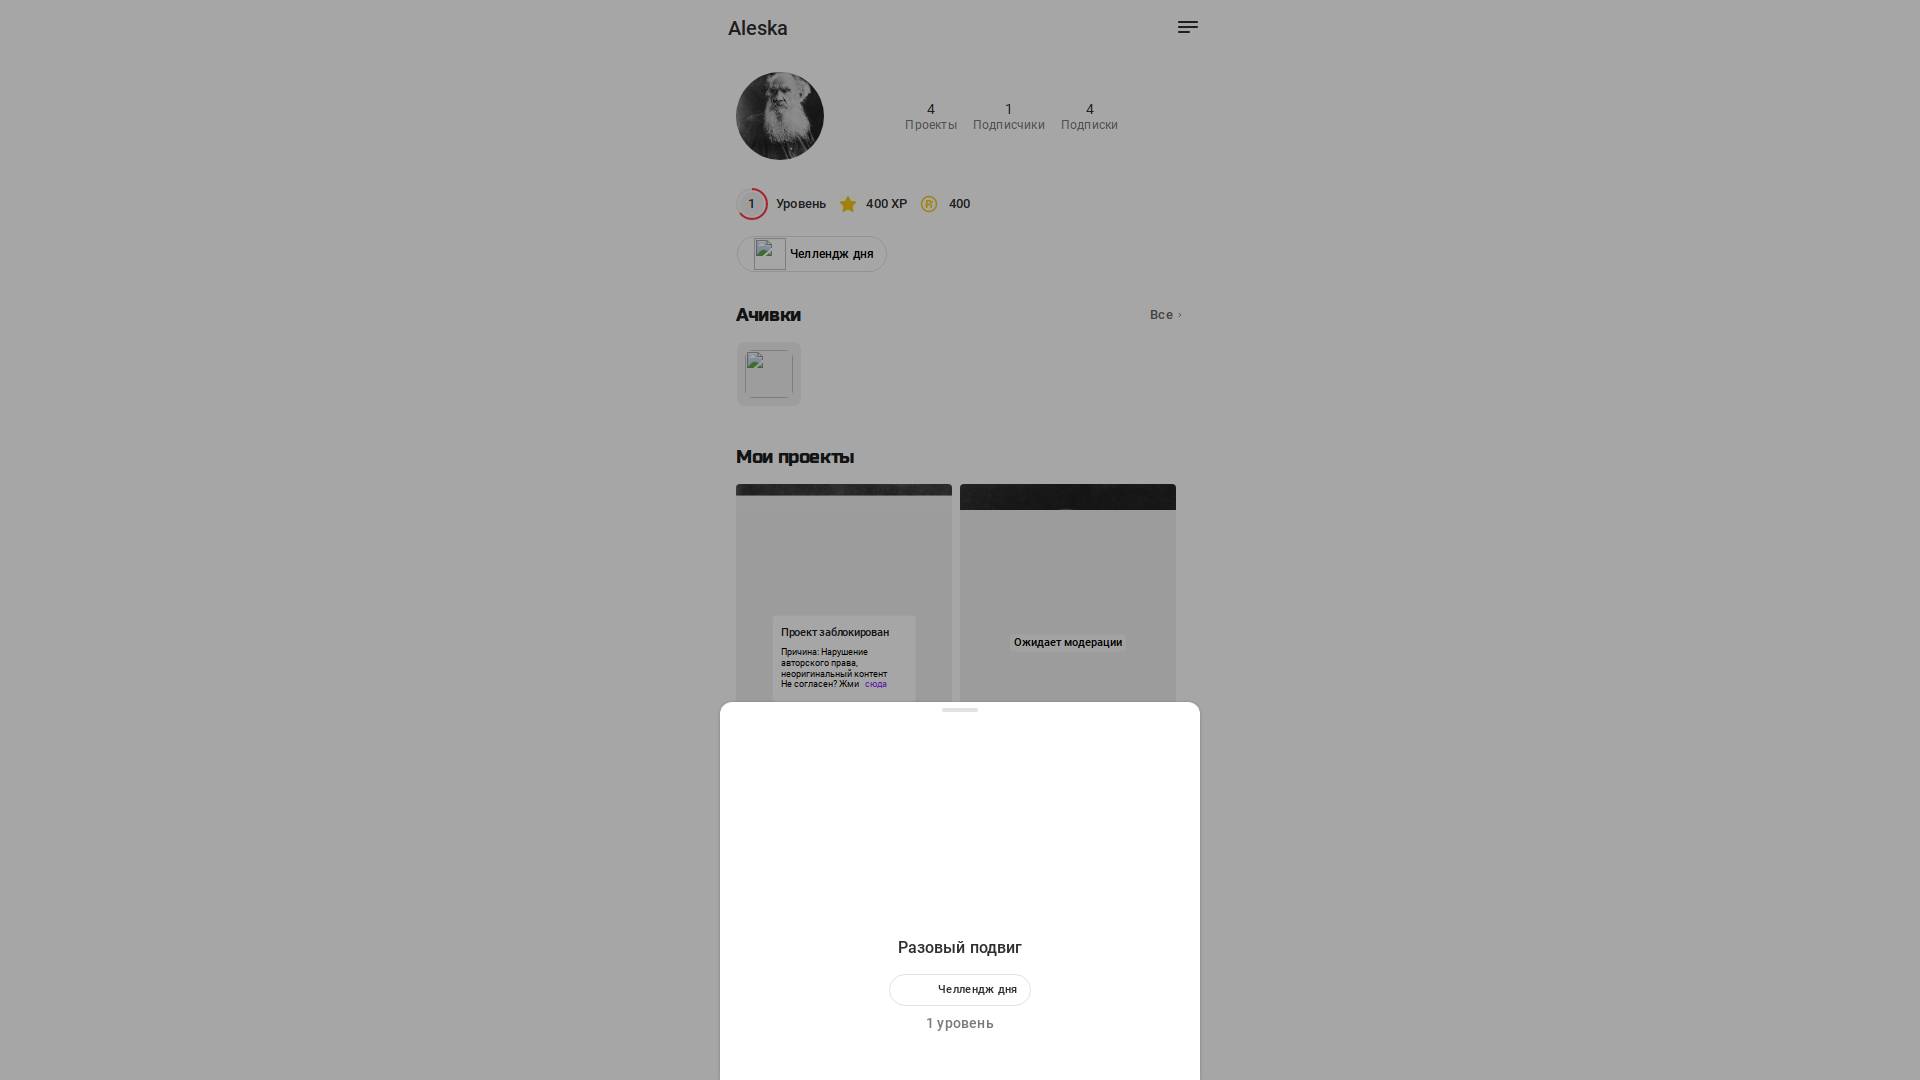 Aleska
4
1
4
Проекты
Подписчики
Подписки
1
Уровень
400 XP
400
Челлендж дня
Ачивки
Все
Мои проекты
Проект заблокирован
Причина: Нарушение
авторского права,
неоригинальный контент
Не согласен? Жми сюда
Ожидает модерации
Разовый подвиг
Челлендж дня
1 уровень